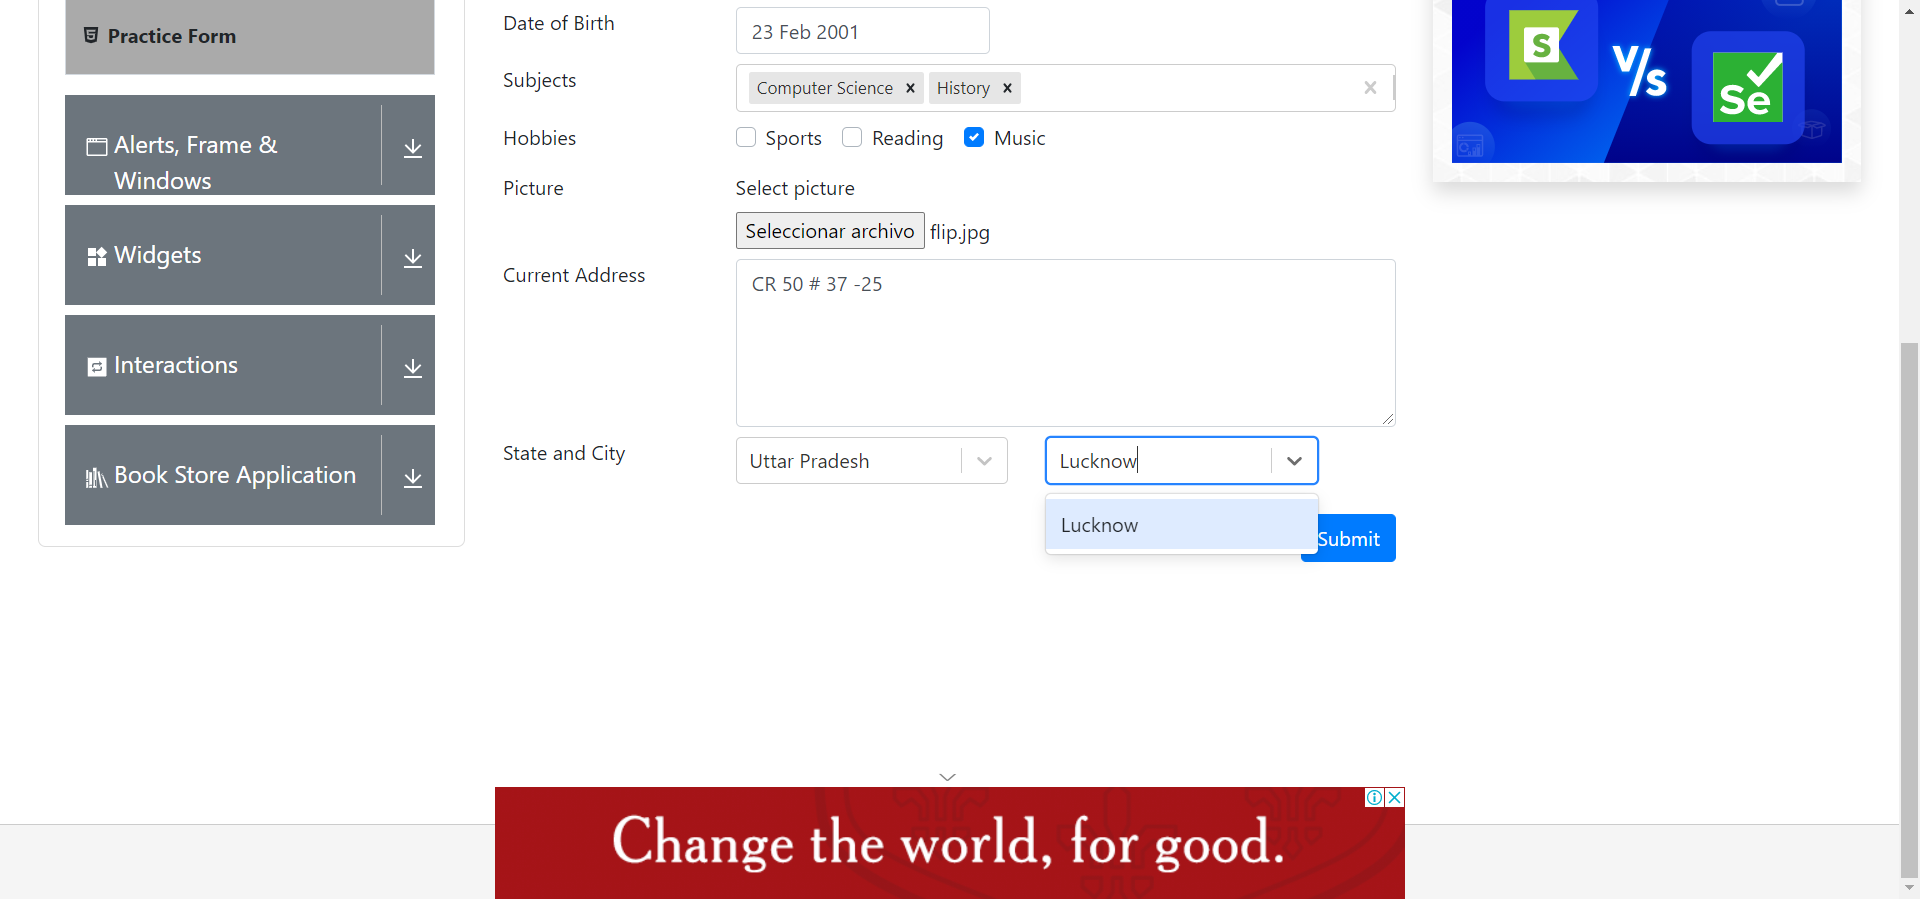 Practice Form
Alerts, Frame &
Windows
Widgets
Interactions
Book Store Application
Date of Birth
23 Feb 2001
Subjects
Computer Science × History ×
Hobbies
Sports Reading Music
Picture
Select picture
Seleccionar archivo flip.jpg
Current Address
CR 50 # 37 -25
State and City
Uttar Pradesh
Lucknow
Lucknow
Submit
S
V/s
Se
Change the world, for good.